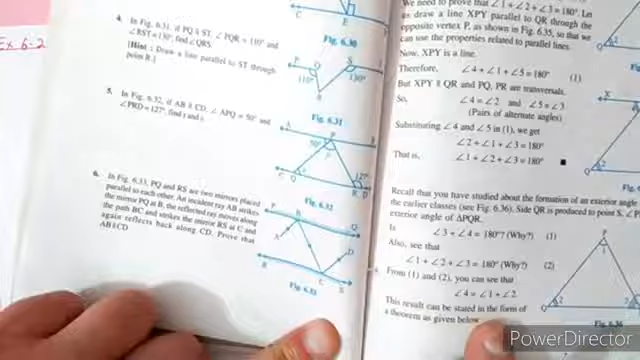 Ex 6.2
C
E
Fig. 6.30
4. In Fig. 6.31, if PQ ∥ ST, ∠ PQR = 110° and
∠ RST = 130°, find ∠ QRS.
[Hint : Draw a line parallel to ST through
point R.]
P
Q
S
T
110°
130°
R
Fig. 6.31
5. In Fig. 6.32, if AB ∥ CD, ∠ APQ = 50° and
∠ PRD = 127°, find x and y.
A
P
B
50°
y
x
127°
C
Q
R
D
Fig. 6.32
6. In Fig. 6.33, PQ and RS are two mirrors placed
parallel to each other. An incident ray AB strikes
the mirror PQ at B, the reflected ray moves along
the path BC and strikes the mirror RS at C and
again reflects back along CD. Prove that
AB ∥ CD.
P
B
Q
A
D
R
C
S
Fig. 6.33
We need to prove that ∠ 1 + ∠ 2 + ∠ 3 = 180°. Let
us draw a line XPY parallel to QR through the
opposite vertex P, as shown in Fig. 6.35, so that we
can use the properties related to parallel lines.
Now, XPY is a line.
Therefore, ∠ 4 + ∠ 1 + ∠ 5 = 180° (1)
But XPY ∥ QR and PQ, PR are transversals.
So, ∠ 4 = ∠ 2 and ∠ 5 = ∠ 3
(Pairs of alternate angles)
Substituting ∠ 4 and ∠ 5 in (1), we get
∠ 2 + ∠ 1 + ∠ 3 = 180°
That is, ∠ 1 + ∠ 2 + ∠ 3 = 180°
Q
2
X
Q
2
Recall that you have studied about the formation of an exterior angle
the earlier classes (see Fig. 6.36). Side QR is produced to point S, ∠
exterior angle of ΔPQR.
Is ∠ 3 + ∠ 4 = 180°? (Why?) (1)
Also, see that
∠ 1 + ∠ 2 + ∠ 3 = 180° (Why?) (2)
From (1) and (2), you can see that
∠ 4 = ∠ 1 + ∠ 2
This result can be stated in the form of
a theorem as given below
P
1
Q
2
Fig. 6.36
PowerDirector